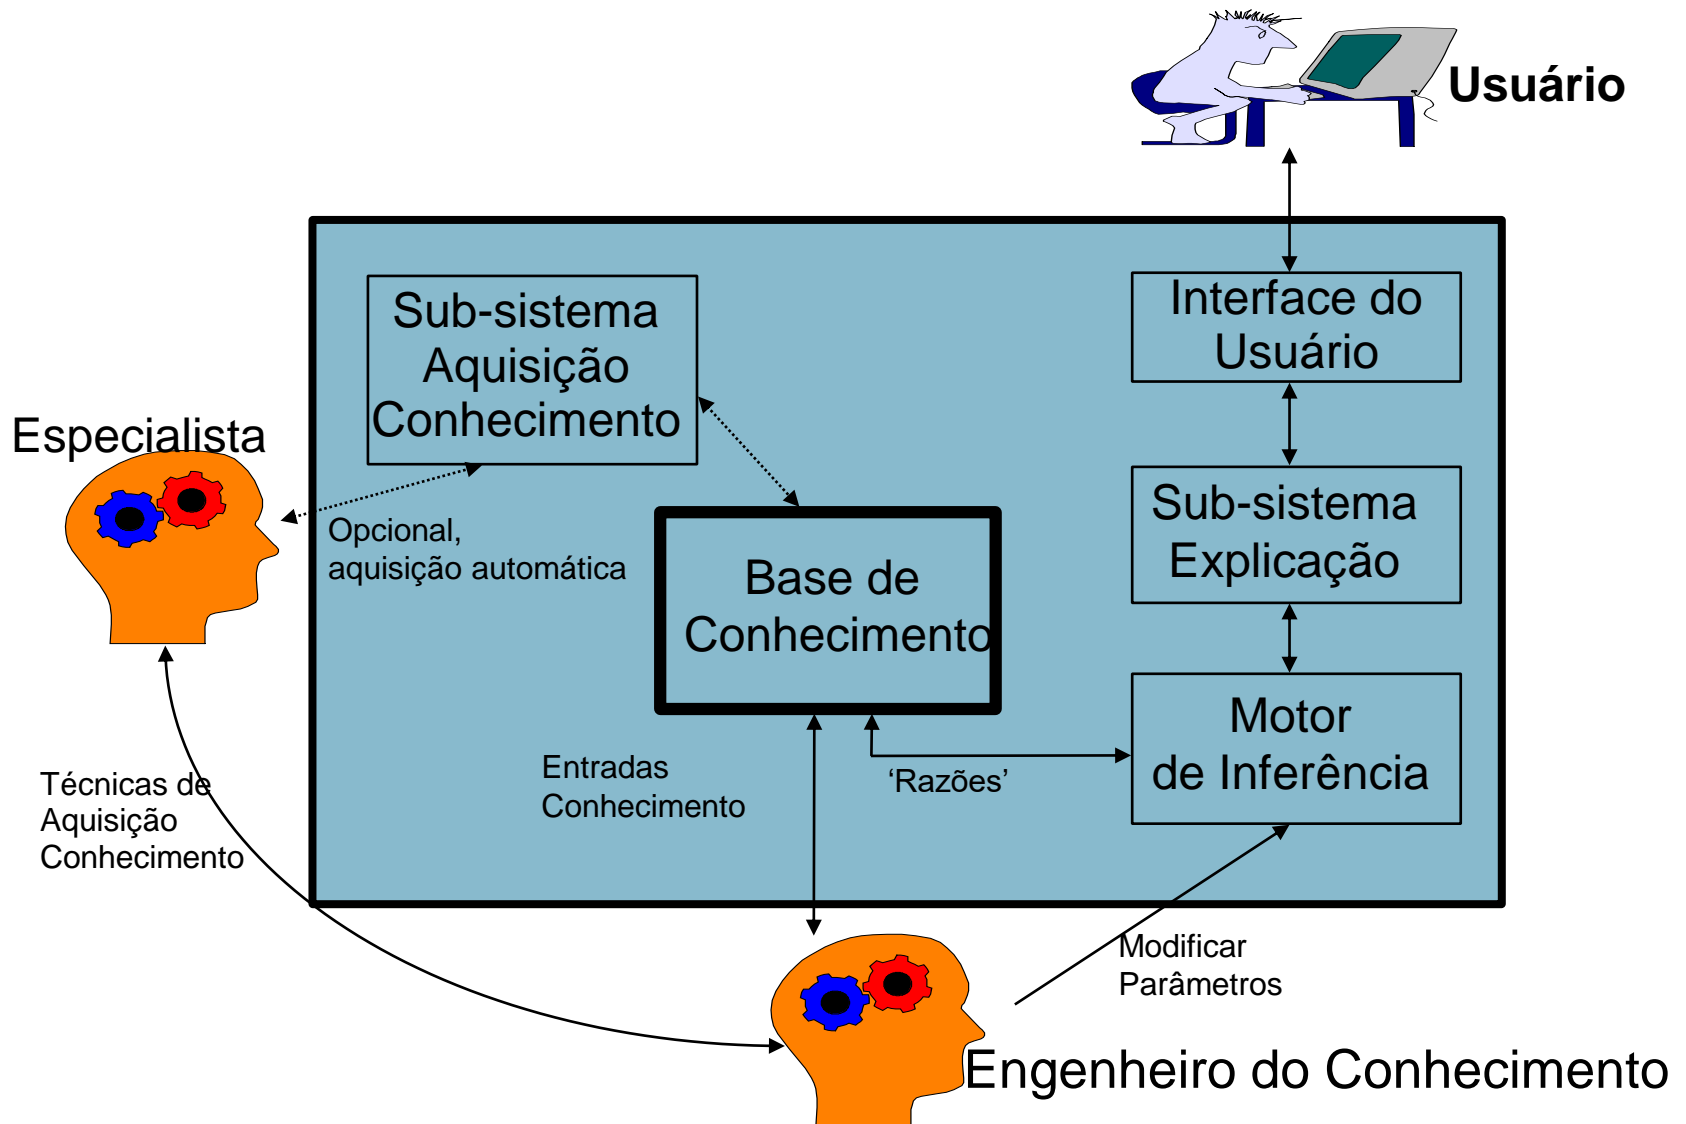 Usuário
Interface do
Usuário
Sub-sistema
Aquisição
Conhecimento
Especialista
Opcional,
aquisição automática
Sub-sistema
Explicação
Base de
Conhecimento
Motor
de Inferência
Entradas
Conhecimento
‘Razões’
Técnicas de
Aquisição
Conhecimento
Modificar
Parâmetros
Engenheiro do Conhecimento